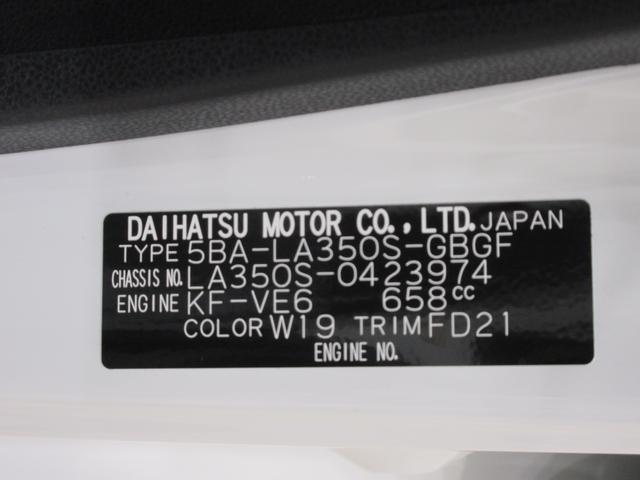 DAIHATSU MOTOR CO.,LTD. JAPAN
TYPE 5BA-LA350S-GBGF
CHASSIS NO. LA350S-0423974
ENGINE KF-VE6 658cc
COLOR W19 TRIM FD21
ENGINE NO.